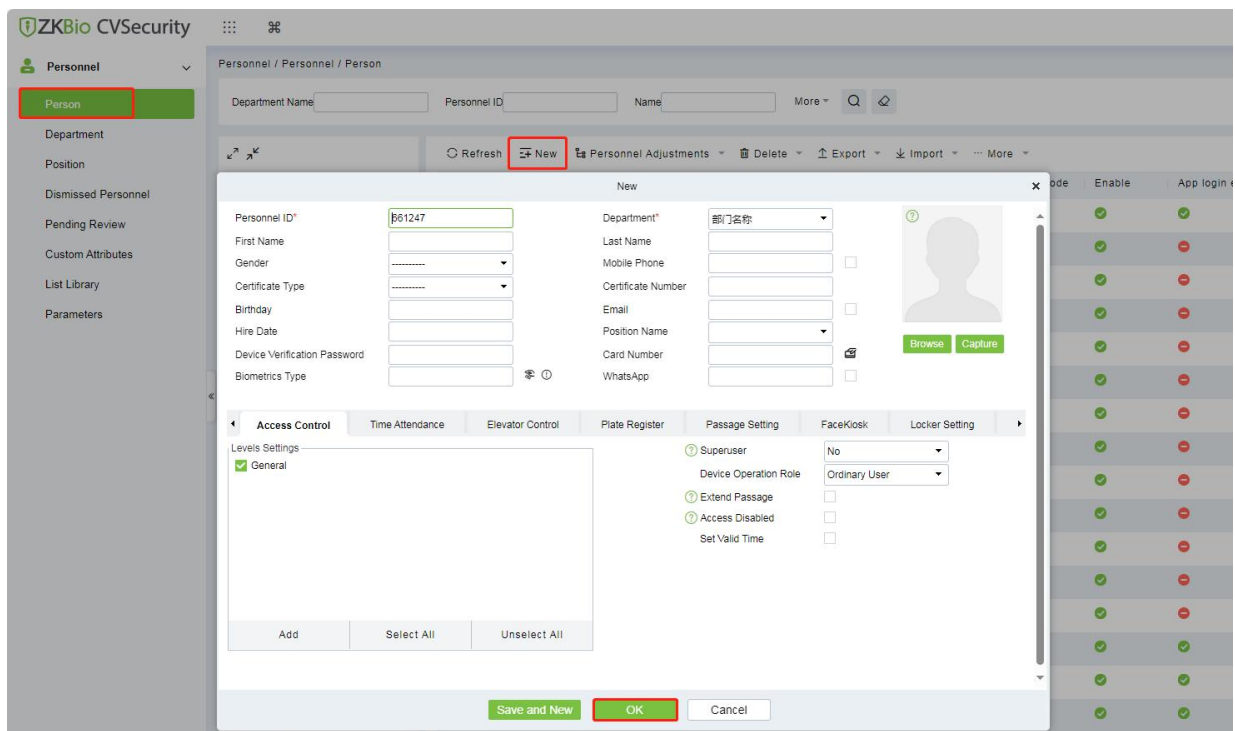 ZKBio CVSecurity
Personnel
Personnel / Personnel / Person
Person
Department Name Personnel ID Name More
Department
Position
Refresh New Personnel Adjustments Delete Export Import ··· More
Dismissed Personnel
New
ode Enable App login e
Pending Review
Custom Attributes
List Library
Parameters
Personnel ID* 661247 Department* 部门名称
First Name Last Name
Gender ---------- Mobile Phone
Certificate Type ---------- Certificate Number
Birthday Email
Hire Date Position Name
Browse Capture
Device Verification Password Card Number
Biometrics Type WhatsApp
Access Control Time Attendance Elevator Control Plate Register Passage Setting FaceKiosk Locker Setting
Levels Settings
General
Superuser No
Device Operation Role Ordinary User
Extend Passage
Access Disabled
Set Valid Time
Add Select All Unselect All
Save and New OK Cancel